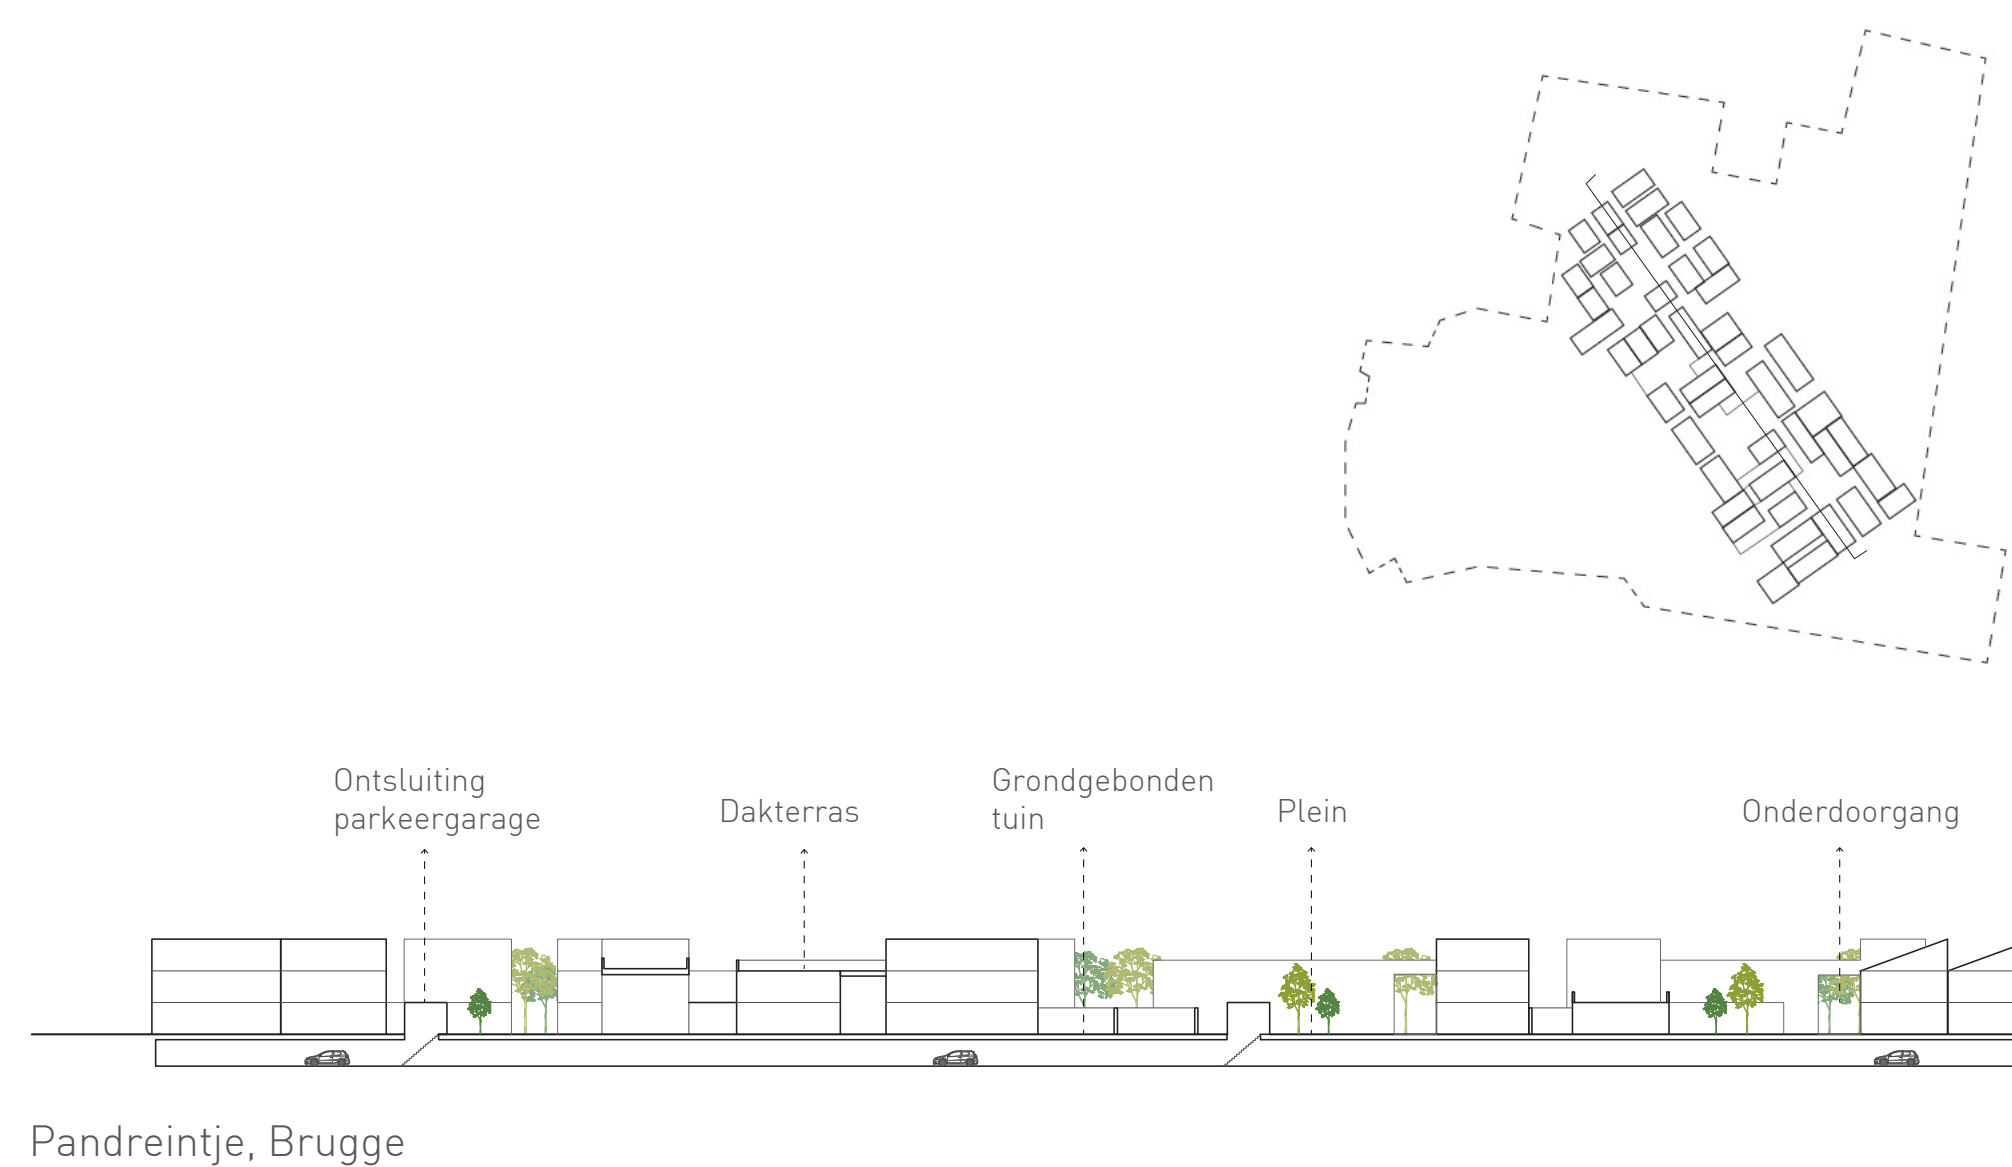 Ontsluiting
parkeergarage
Dakterras
Grondgebonden
tuin
Plein
Onderdoorgang
Pandreintje, Brugge